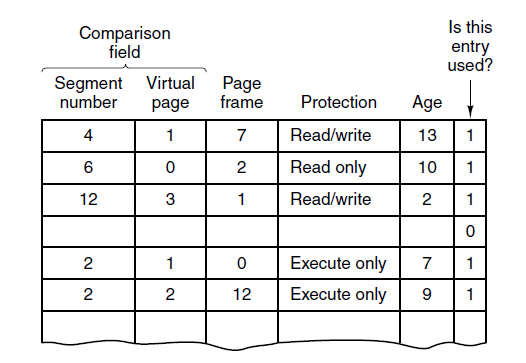 Comparison field
Is this entry used?
Segment number Virtual page Page frame Protection Age
4 1 7 Read/write 13 1
6 0 2 Read only 10 1
12 3 1 Read/write 2 1
0
2 1 0 Execute only 7 1
2 2 12 Execute only 9 1